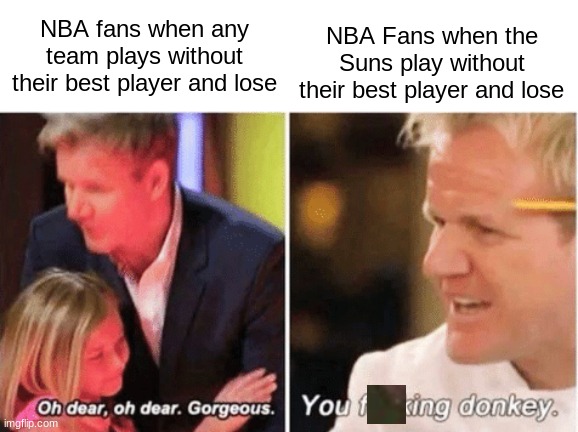 NBA fans when any
team plays without
their best player and lose
NBA Fans when the
Suns play without
their best player and lose
Oh dear, oh dear. Gorgeous.
You f king donkey.
imgflip.com